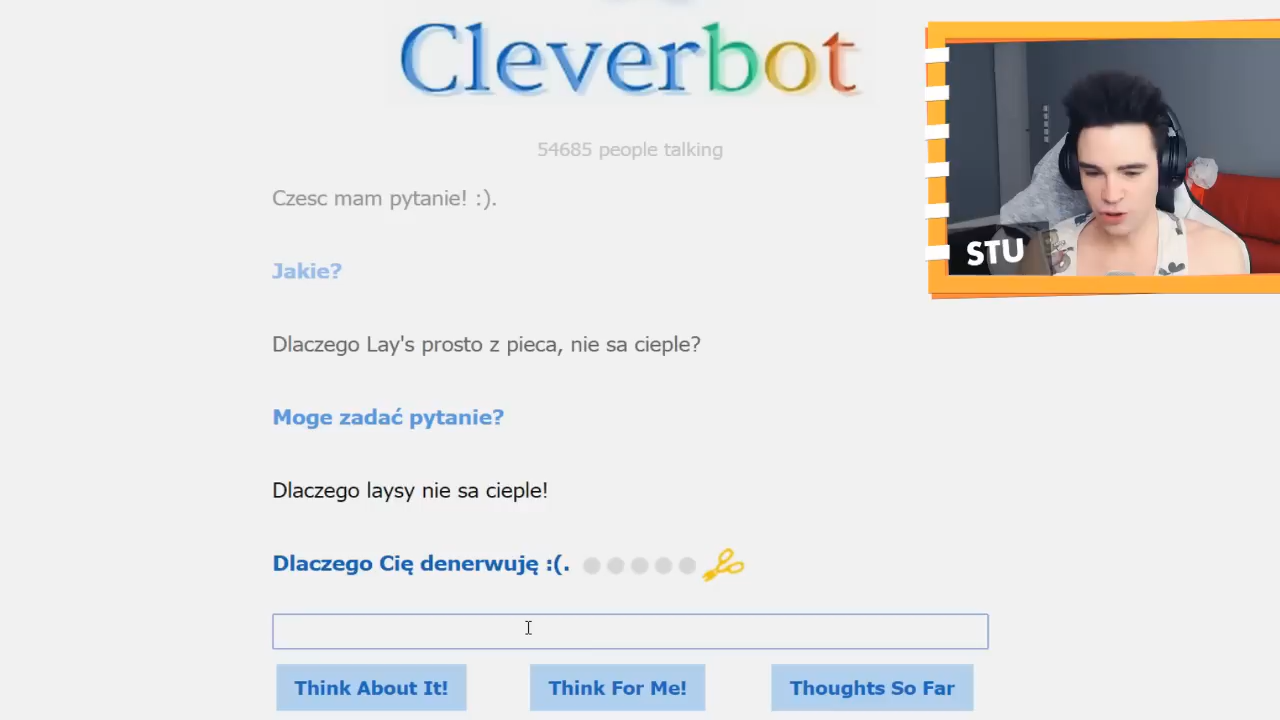 Cleverbot
54685 people talking
Czesc mam pytanie! :).
Jakie?
Dlaczego Lay's prosto z pieca, nie sa cieple?
Moge zadać pytanie?
Dlaczego laysy nie sa cieple!
Dlaczego Cię denerwuję :(.
Think About It!
Think For Me!
Thoughts So Far
STU